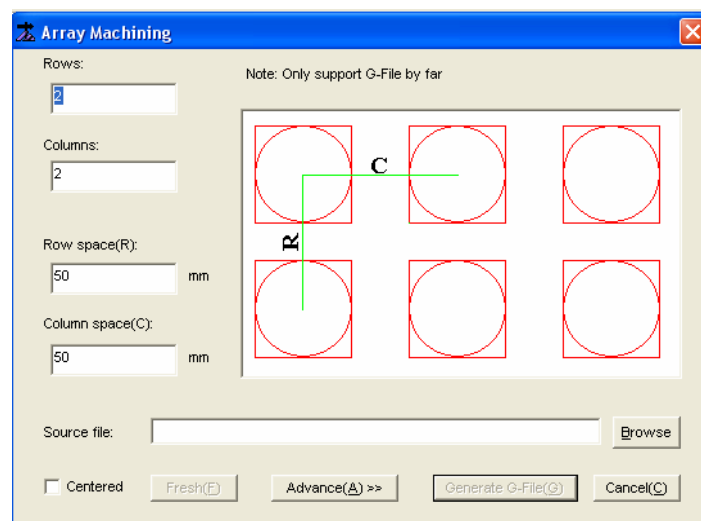 Array Machining
Rows:
Note: Only support G-File by far
2
Columns:
2
C
R
Row space(R):
50 mm
Column space(C):
50 mm
Source file:
Browse
Centered
Fresh(F)
Advance(A) >>
Generate G-File(G)
Cancel(C)